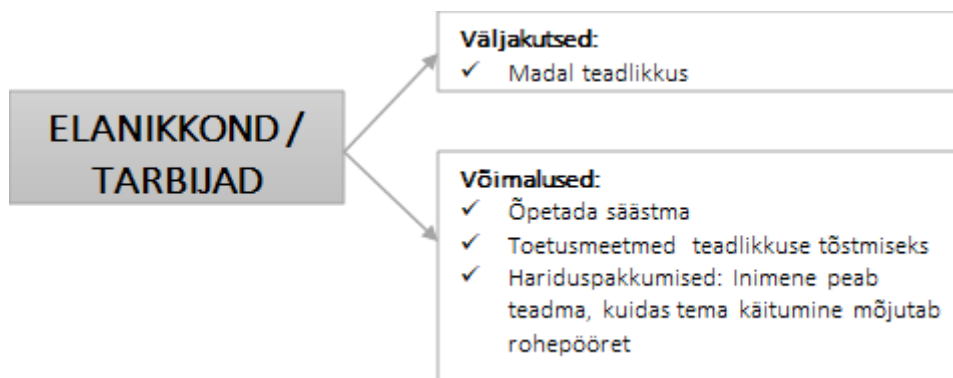 ELANIKKOND /
TARBIJAD
Väljakutsed:
✓ Madal teadlikkus
Võimalused:
✓ Õpetada säästma
✓ Toetusmeetmed teadlikkuse tõstmiseks
✓ Hariduspakkumised: Inimene peab
teadma, kuidas tema käitumine mõjutab
rohepööret